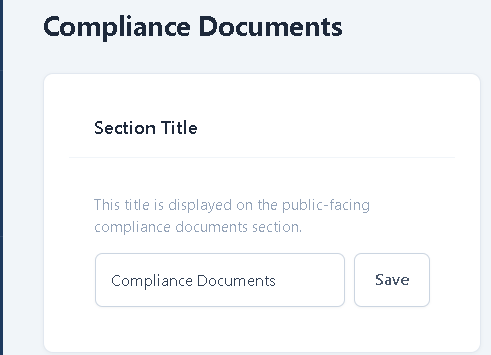 Compliance Documents
Section Title
This title is displayed on the public-facing
compliance documents section.
Compliance Documents
Save